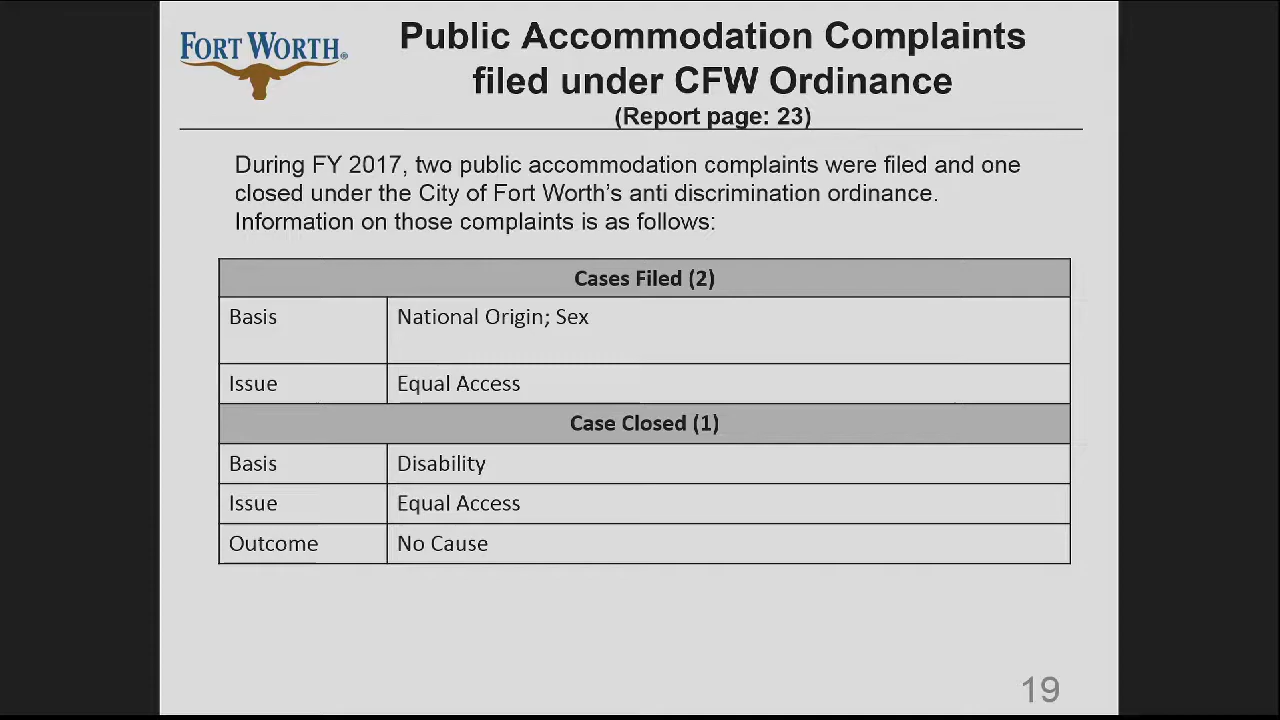 FORT WORTH®
Public Accommodation Complaints
filed under CFW Ordinance
(Report page: 23)
During FY 2017, two public accommodation complaints were filed and one
closed under the City of Fort Worth's anti discrimination ordinance.
Information on those complaints is as follows:
Cases Filed (2)
Basis National Origin; Sex
Issue Equal Access
Case Closed (1)
Basis Disability
Issue Equal Access
Outcome No Cause
19